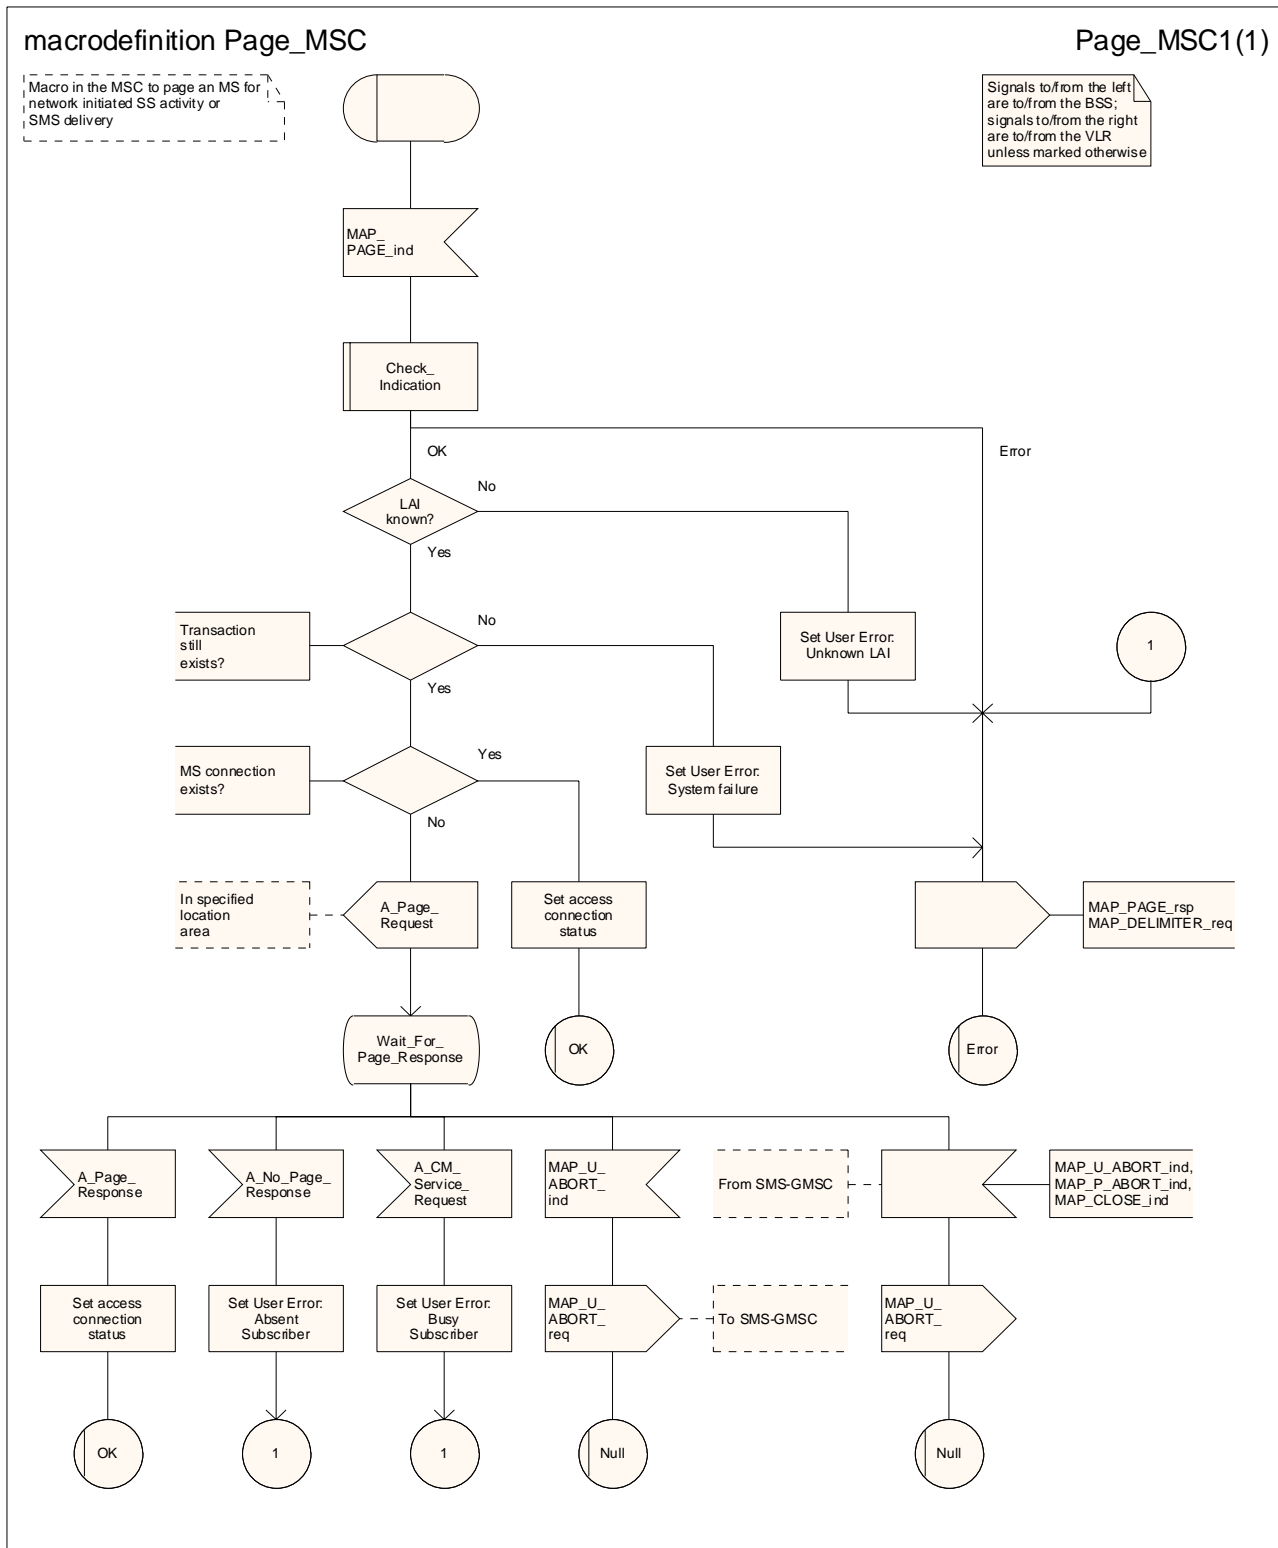 macrodefinition Page_MSC
Page_MSC1(1)
Macro in the MSC to page an MS for
network initiated SS activity or
SMS delivery
Signals to/from the left
are to/from the BSS;
signals to/from the right
are to/from the VLR
unless marked otherwise
MAP_
PAGE_ind
Check_
Indication
OK
Error
No
LAI
known?
Yes
Transaction
still
exists?
No
Set User Error:
Unknown LAI
1
Yes
MS connection
exists?
Yes
Set User Error:
System failure
No
In specified
location
area
A_Page_
Request
Set access
connection
status
MAP_PAGE_rsp
MAP_DELIMITER_req
Wait_For_
Page_Response
OK
Error
A_Page_
Response
A_No_Page_
Response
A_CM_
Service_
Request
MAP_U_
ABORT_
ind
From SMS-GMSC
MAP_U_ABORT_ind,
MAP_P_ABORT_ind,
MAP_CLOSE_ind
Set access
connection
status
Set User Error:
Absent
Subscriber
Set User Error:
Busy
Subscriber
MAP_U_
ABORT_
req
To SMS-GMSC
MAP_U_
ABORT_
req
OK
1
1
Null
Null